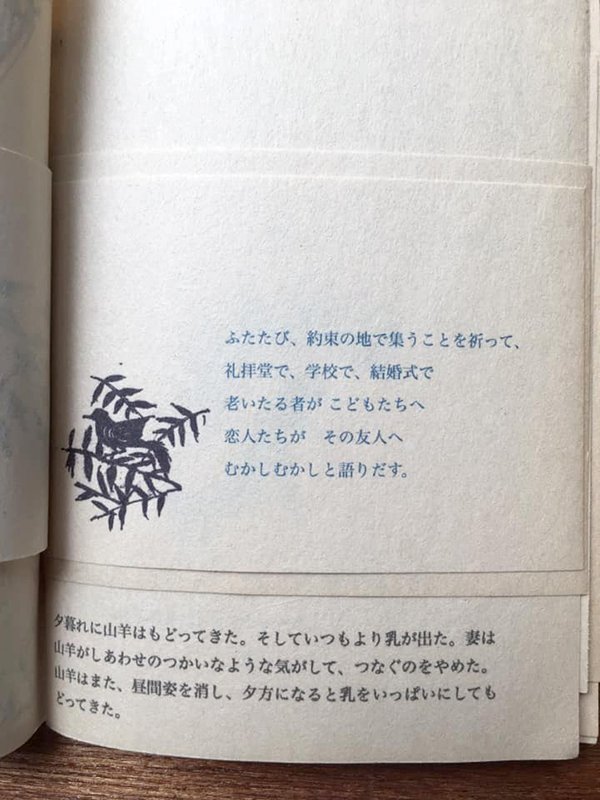 ふたたび、約束の地で集うことを祈って、
礼拝堂で、学校で、結婚式で
老いたる者が こどもたちへ
恋人たちが　その友人へ
むかしむかしと語りだす。
夕暮れに山羊はもどってきた。そしていつもより乳が出た。妻は
山羊がしあわせのつかいなような気がして、つなぐのをやめた。
山羊はまた、昼間姿を消し、夕方になると乳をいっぱいにしても
どってきた。